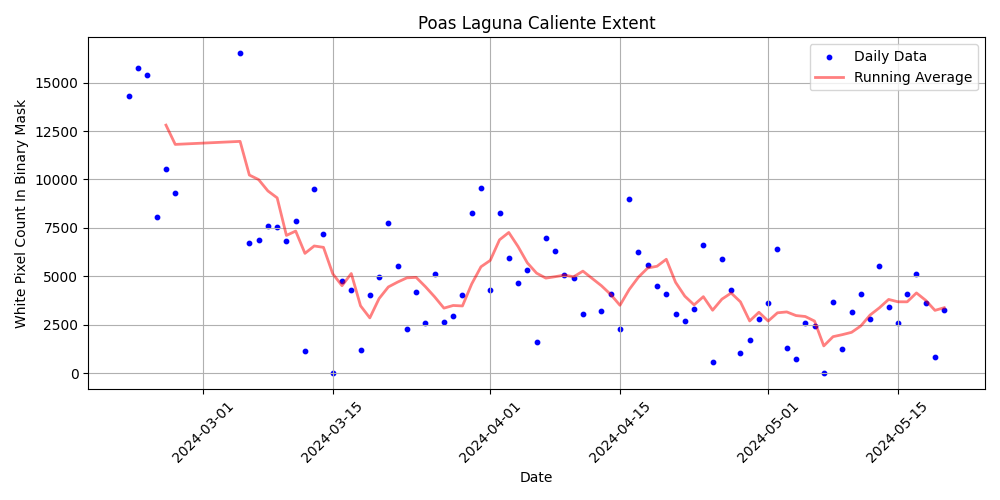 Poas Laguna Caliente Extent
White Pixel Count In Binary Mask
15000
12500
10000
7500
5000
2500
0
Daily Data
Running Average
2024-03-01
2024-03-15
2024-04-01
2024-04-15
2024-05-01
2024-05-15
Date